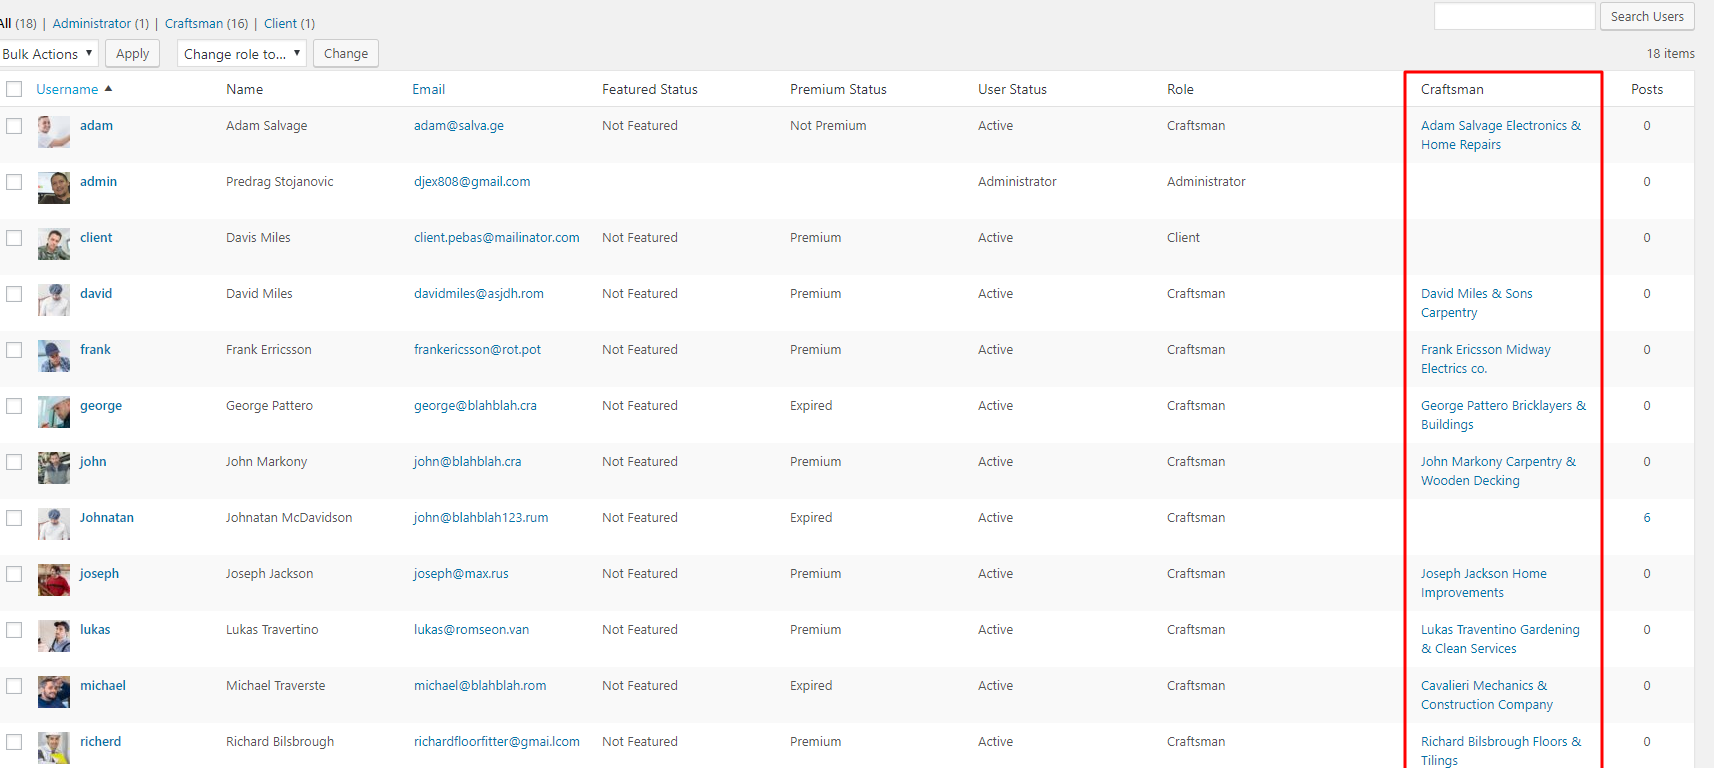 All (18) | Administrator (1) | Craftsman (16) | Client (1)
Search Users
Bulk Actions Apply Change role to... Change 18 items
Username Name Email Featured Status Premium Status User Status Role Craftsman Posts
adam Adam Salvage adam@salva.ge Not Featured Not Premium Active Craftsman Adam Salvage Electronics & 0
Home Repairs
admin Predrag Stojanovic djex808@gmail.com Administrator Administrator 0
client Davis Miles client.pebas@mailinator.com Not Featured Premium Active Client 0
david David Miles davidmiles@asjdh.rom Not Featured Premium Active Craftsman David Miles & Sons 0
Carpentry
frank Frank Erricsson frankericsson@rot.pot Not Featured Premium Active Craftsman Frank Ericsson Midway 0
Electrics co.
george George Pattero george@blahblah.cra Not Featured Expired Active Craftsman George Pattero Bricklayers & 0
Buildings
john John Markony john@blahblah.cra Not Featured Premium Active Craftsman John Markony Carpentry & 0
Wooden Decking
Johnatan Johnatan McDavidson john@blahblah123.rum Not Featured Expired Active Craftsman 6
joseph Joseph Jackson joseph@max.rus Not Featured Premium Active Craftsman Joseph Jackson Home 0
Improvements
lukas Lukas Travertino lukas@romseon.van Not Featured Premium Active Craftsman Lukas Traventino Gardening 0
& Clean Services
michael Michael Traverste michael@blahblah.rom Not Featured Expired Active Craftsman Cavalieri Mechanics & 0
Construction Company
richerd Richard Bilsbrough richardfloorfitter@gmai.lcom Not Featured Premium Active Craftsman Richard Bilsbrough Floors & 0
Tilings